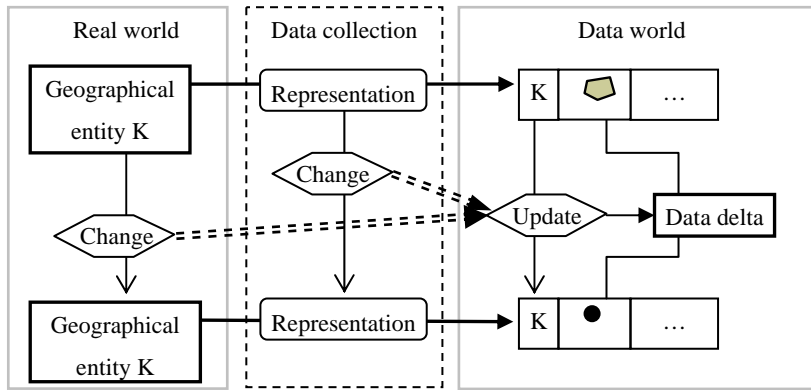 Real world
Data collection
Data world
Geographical
entity K
Representation
K
…
Change
Change
Update
Data delta
Geographical
entity K
Representation
K
…